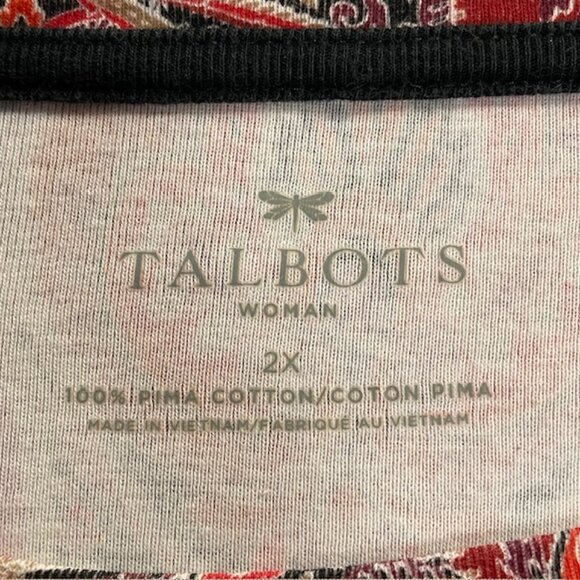 TALBOTS
WOMAN
2X
100% PIMA COTTON/COTON PIMA
MADE IN VIETNAM/FABRIQUÉ AU VIETNAM